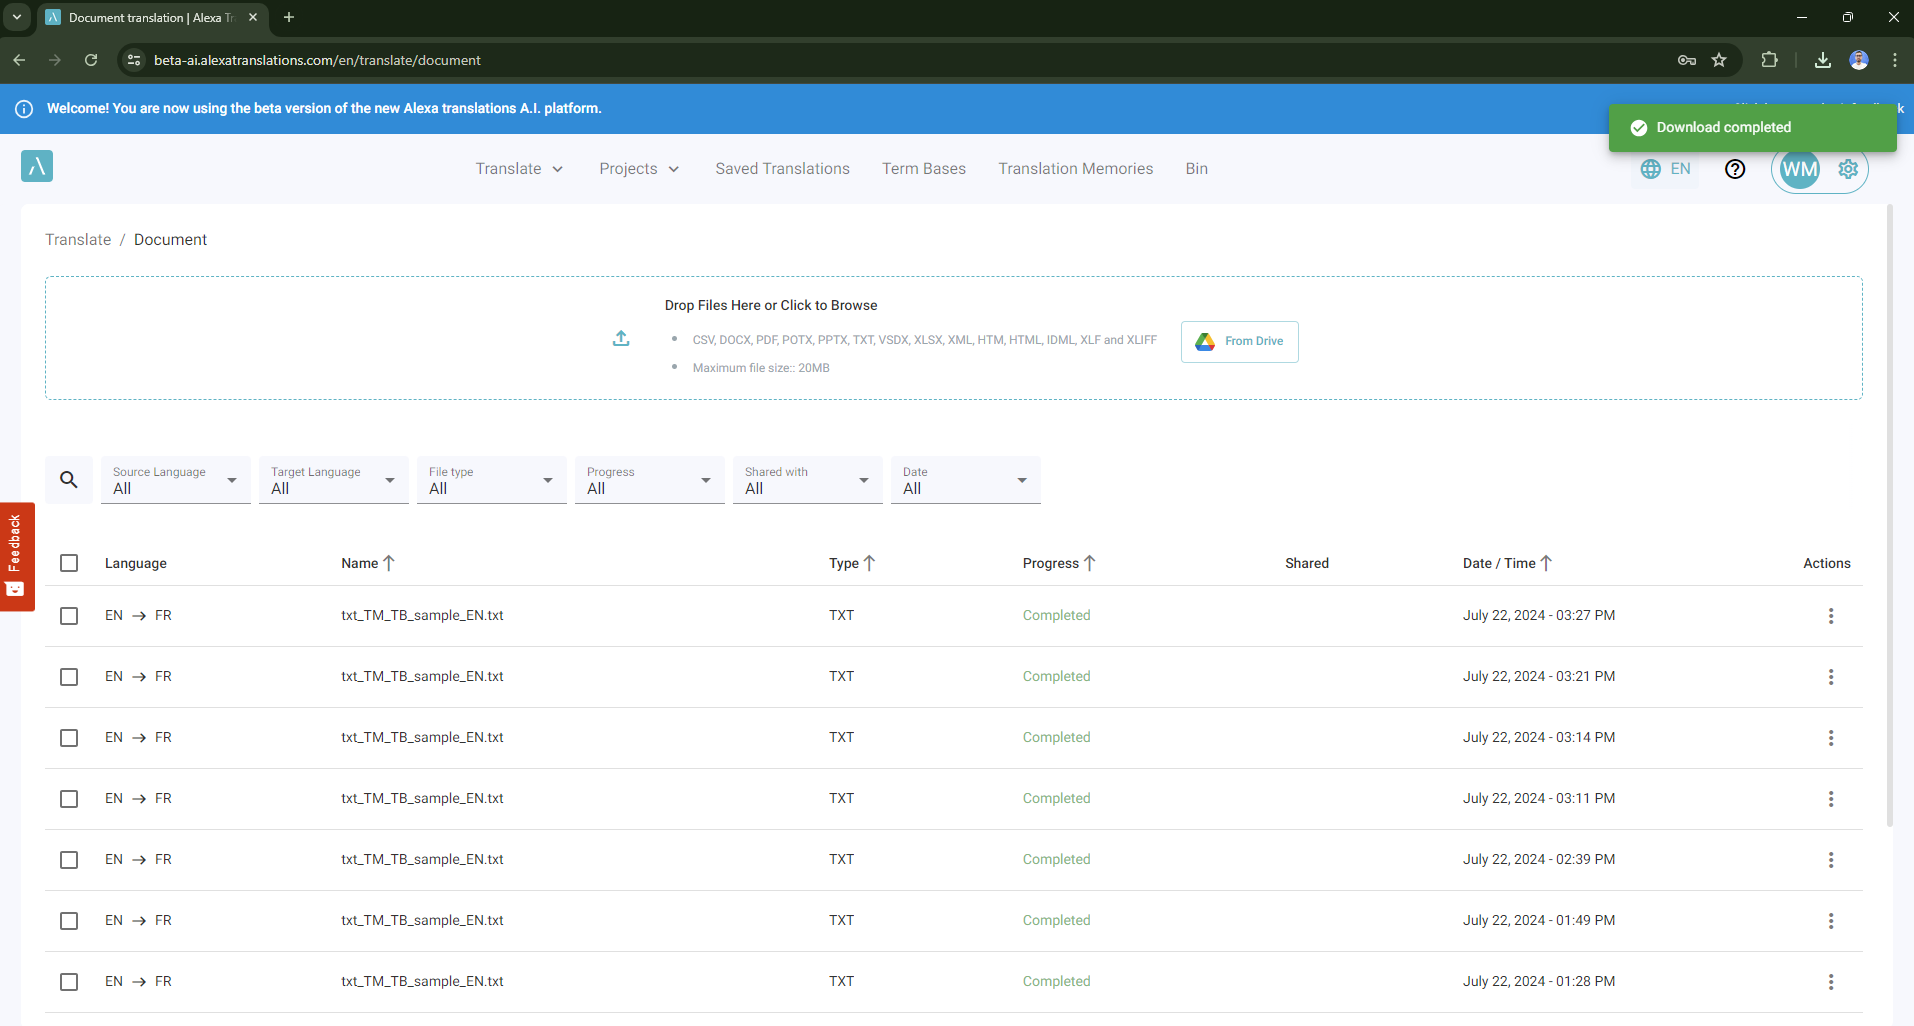 Document translation | Alexa Tr
beta-ai.alexatranslations.com/en/translate/document
Welcome! You are now using the beta version of the new Alexa translations A.I. platform.
Download completed
Translate
Projects
Saved Translations
Term Bases
Translation Memories
Bin
EN
WM
Translate / Document
Drop Files Here or Click to Browse
CSV, DOCX, PDF, POTX, PPTX, TXT, VSDX, XLSX, XML, HTM, HTML, IDML, XLF and XLIFF
Maximum file size:: 20MB
From Drive
Source Language
All
Target Language
All
File type
All
Progress
All
Shared with
All
Date
All
Feedback
Language Name Type Progress Shared Date / Time Actions
EN → FR txt_TM_TB_sample_EN.txt TXT Completed July 22, 2024 - 03:27 PM
EN → FR txt_TM_TB_sample_EN.txt TXT Completed July 22, 2024 - 03:21 PM
EN → FR txt_TM_TB_sample_EN.txt TXT Completed July 22, 2024 - 03:14 PM
EN → FR txt_TM_TB_sample_EN.txt TXT Completed July 22, 2024 - 03:11 PM
EN → FR txt_TM_TB_sample_EN.txt TXT Completed July 22, 2024 - 02:39 PM
EN → FR txt_TM_TB_sample_EN.txt TXT Completed July 22, 2024 - 01:49 PM
EN → FR txt_TM_TB_sample_EN.txt TXT Completed July 22, 2024 - 01:28 PM